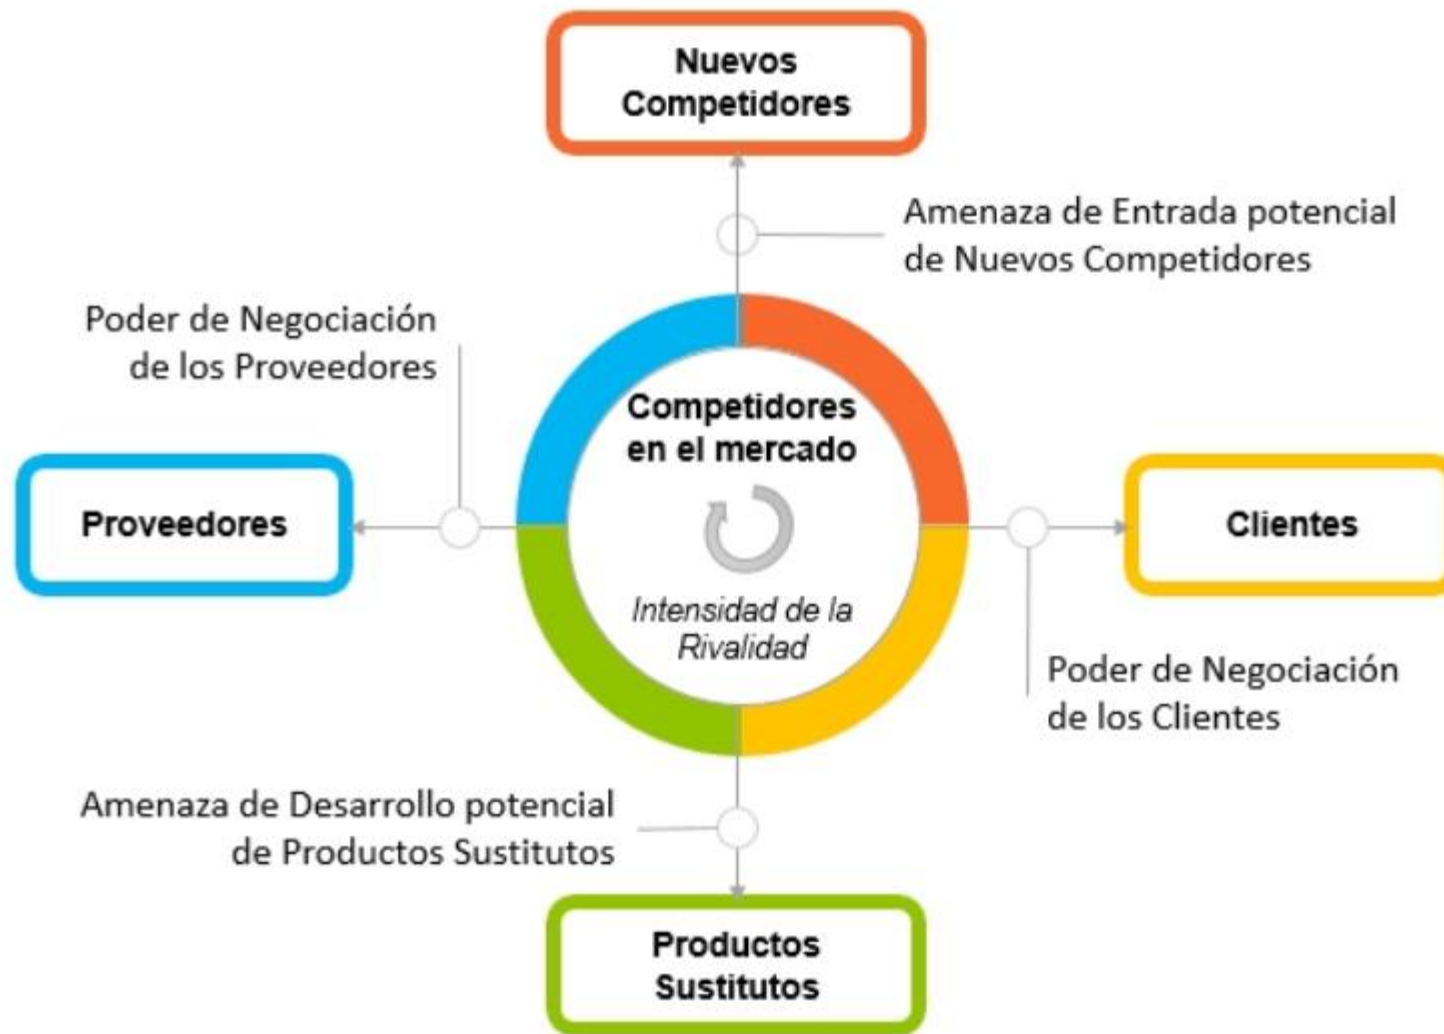 Nuevos
Competidores
Amenaza de Entrada potencial
de Nuevos Competidores
Poder de Negociación
de los Proveedores
Competidores
en el mercado
Proveedores
Clientes
Intensidad de la
Rivalidad
Poder de Negociación
de los Clientes
Amenaza de Desarrollo potencial
de Productos Sustitutos
Productos
Sustitutos